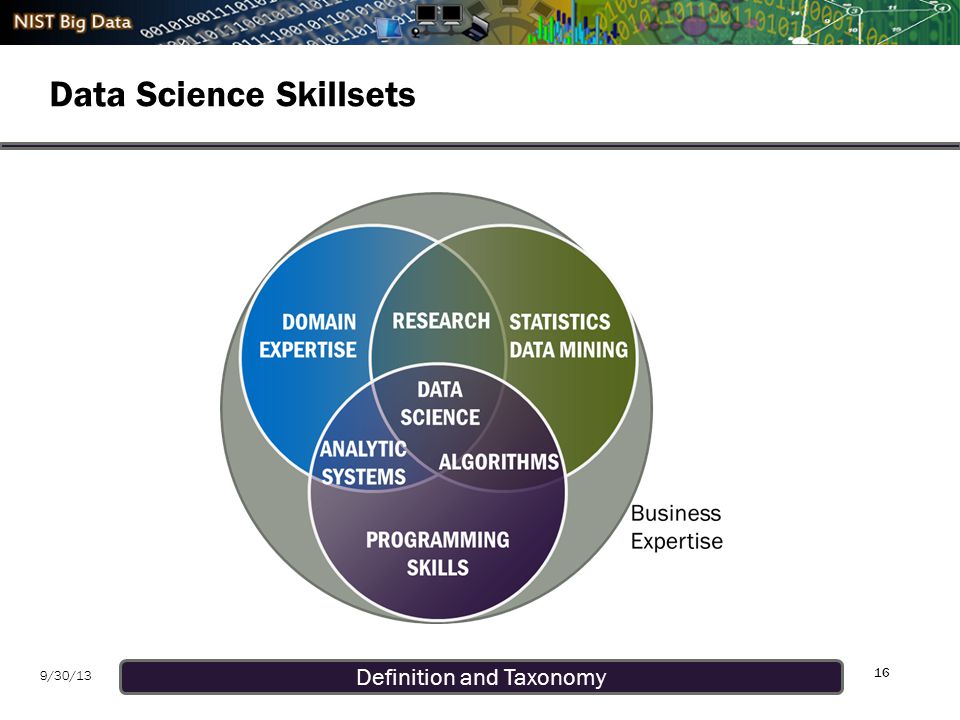 NIST Big Data
Data Science Skillsets
DOMAIN
EXPERTISE
RESEARCH
STATISTICS
DATA MINING
DATA
SCIENCE
ANALYTIC
SYSTEMS
ALGORITHMS
PROGRAMMING
SKILLS
Business
Expertise
9/30/13
Definition and Taxonomy
16